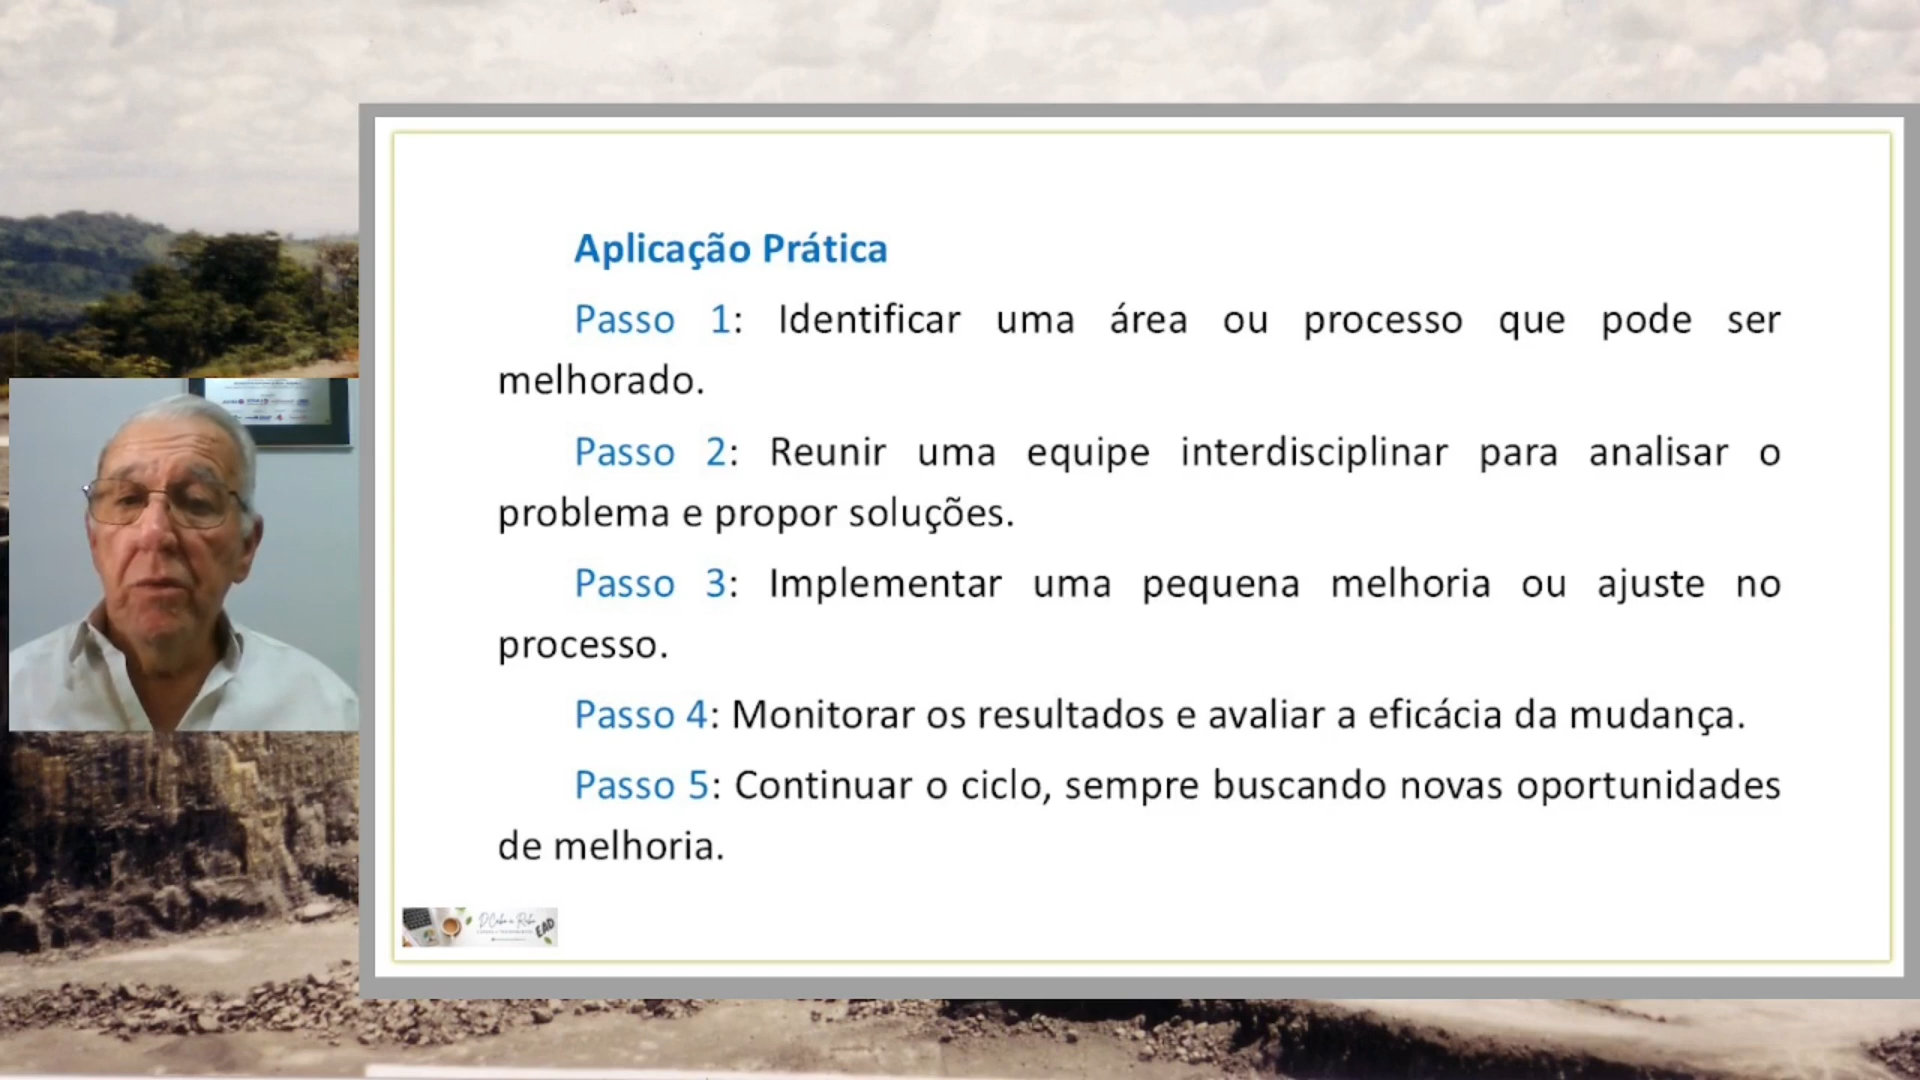 Aplicação Prática
Passo 1: Identificar uma área ou processo que pode ser
melhorado.
Passo 2: Reunir uma equipe interdisciplinar para analisar o
problema e propor soluções.
Passo 3: Implementar uma pequena melhoria ou ajuste no
processo.
Passo 4: Monitorar os resultados e avaliar a eficácia da mudança.
Passo 5: Continuar o ciclo, sempre buscando novas oportunidades
de melhoria.
EAD